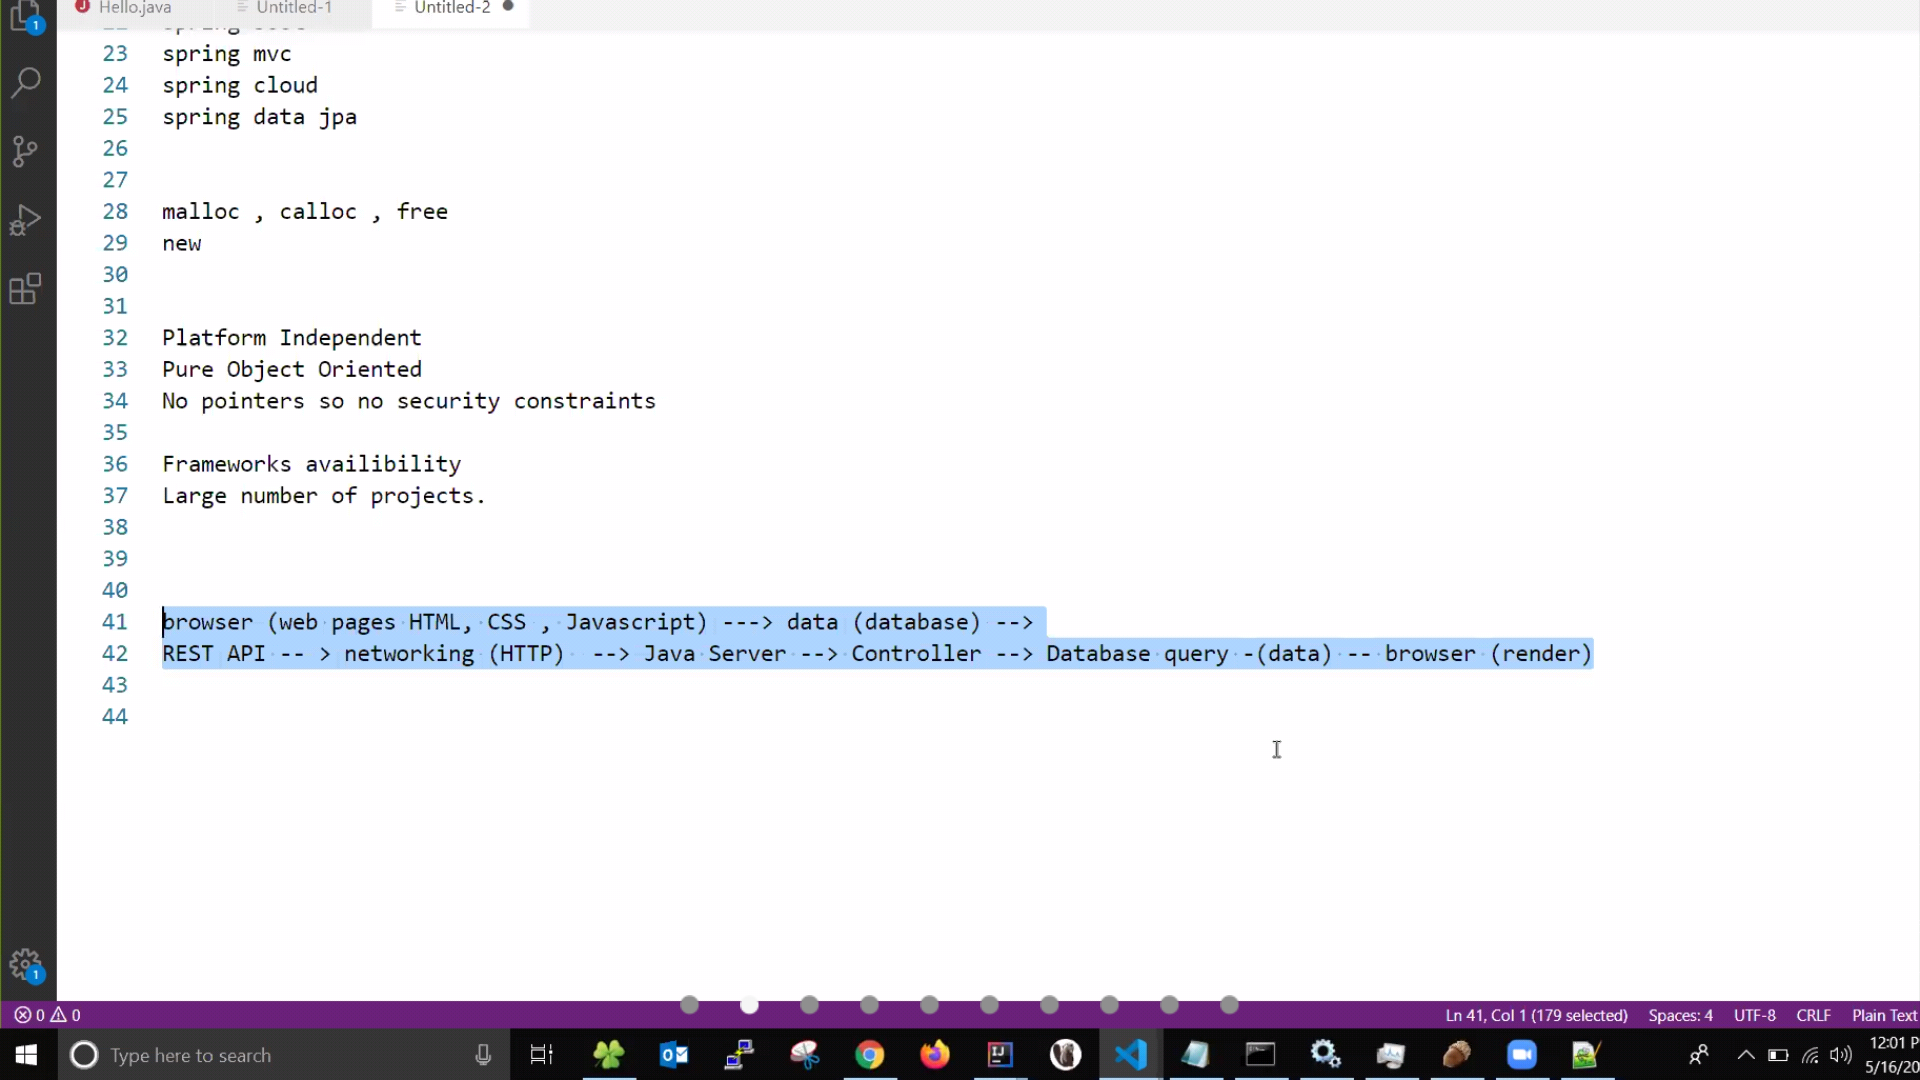 Hello.java Untitled-1 Untitled-2
23 spring mvc
24 spring cloud
25 spring data jpa
26
27
28 malloc , calloc , free
29 new
30
31
32 Platform Independent
33 Pure Object Oriented
34 No pointers so no security constraints
35
36 Frameworks availibility
37 Large number of projects.
38
39
40
41 browser (web pages HTML, CSS , Javascript) ---> data (database) -->
42 REST API -- > networking (HTTP)  --> Java Server --> Controller --> Database query -(data) -- browser (render)
43
44
1
1
0 0 Ln 41, Col 1 (179 selected) Spaces: 4 UTF-8 CRLF Plain Text
Type here to search
12:01 P
5/16/20